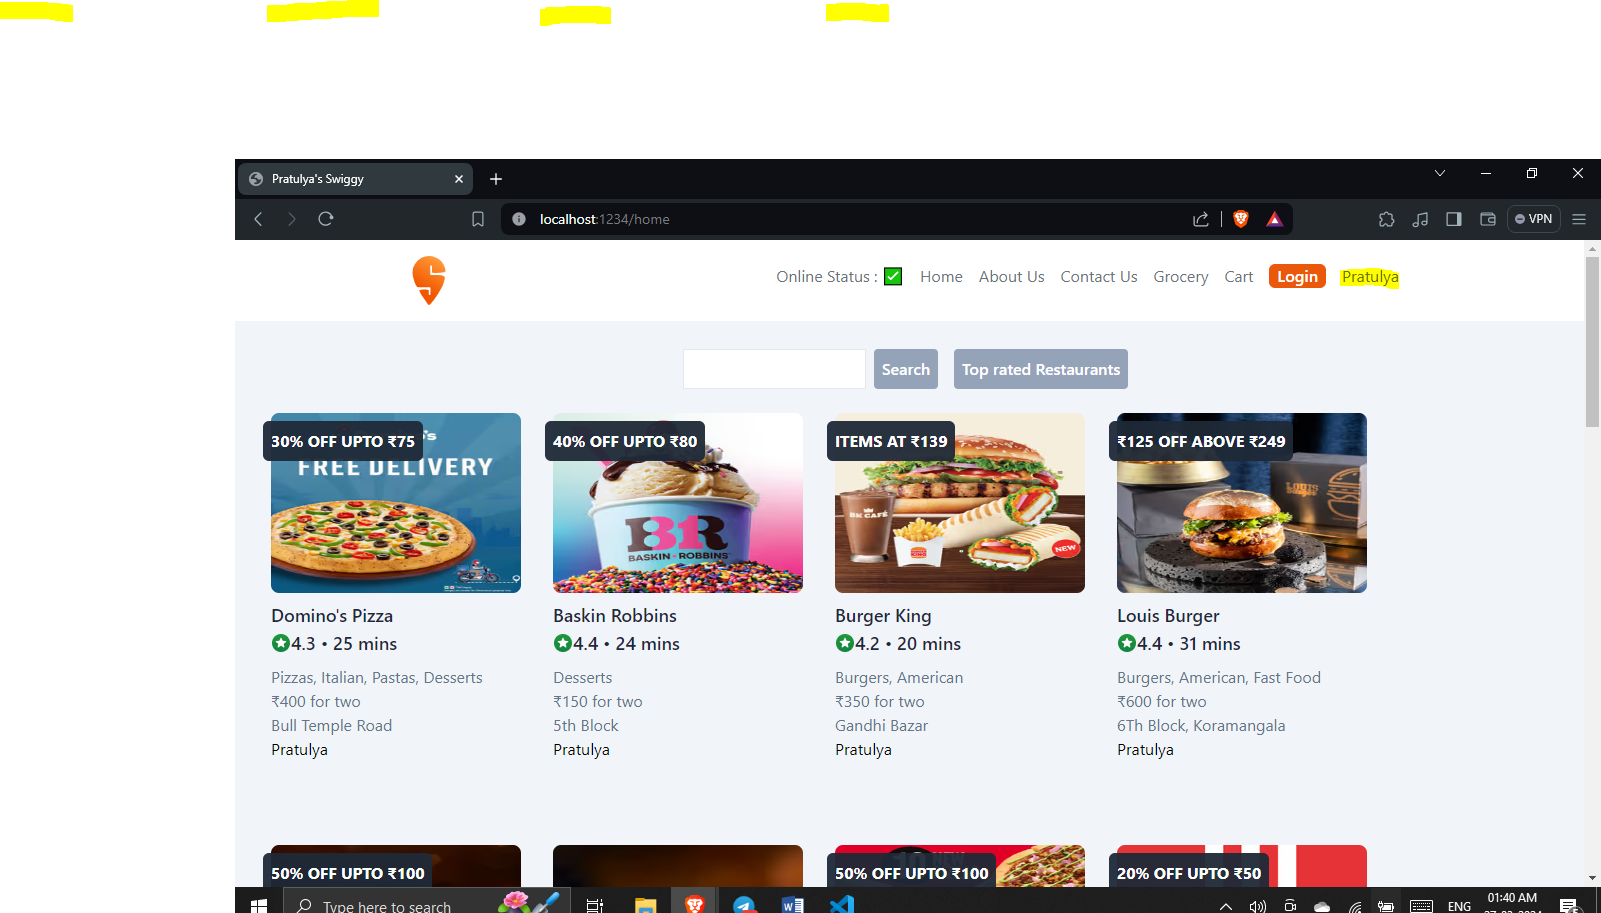 Pratulya's Swiggy
localhost:1234/home
VPN
Online Status : ✅ Home About Us Contact Us Grocery Cart Login Pratulya
Search Top rated Restaurants
30% OFF UPTO ₹75
FREE DELIVERY
40% OFF UPTO ₹80
BR
BASKIN-ROBBINS
ITEMS AT ₹139
BK CAFÉ
NEW
₹125 OFF ABOVE ₹249
LOUIS
Domino's Pizza
4.3 • 25 mins
Pizzas, Italian, Pastas, Desserts
₹400 for two
Bull Temple Road
Pratulya
Baskin Robbins
4.4 • 24 mins
Desserts
₹150 for two
5th Block
Pratulya
Burger King
4.2 • 20 mins
Burgers, American
₹350 for two
Gandhi Bazar
Pratulya
Louis Burger
4.4 • 31 mins
Burgers, American, Fast Food
₹600 for two
6Th Block, Koramangala
Pratulya
50% OFF UPTO ₹100
50% OFF UPTO ₹100
20% OFF UPTO ₹50
Type here to search
ENG
01:40 AM